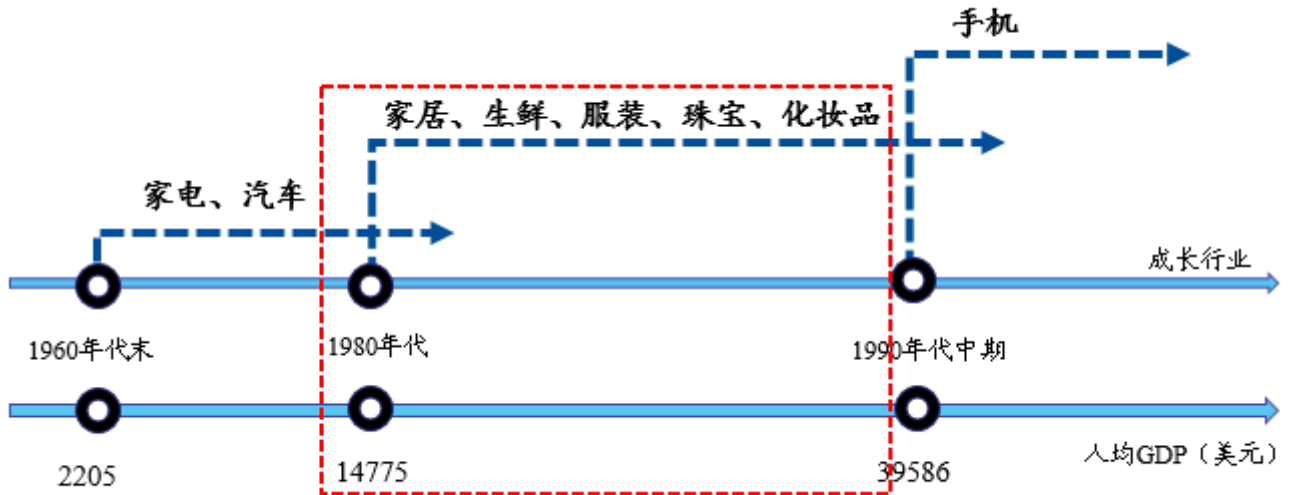 手机
家居、生鲜、服装、珠宝、化妆品
家电、汽车
成长行业
1960年代末
1980年代
1990年代中期
2205
14775
39586
人均GDP（美元）